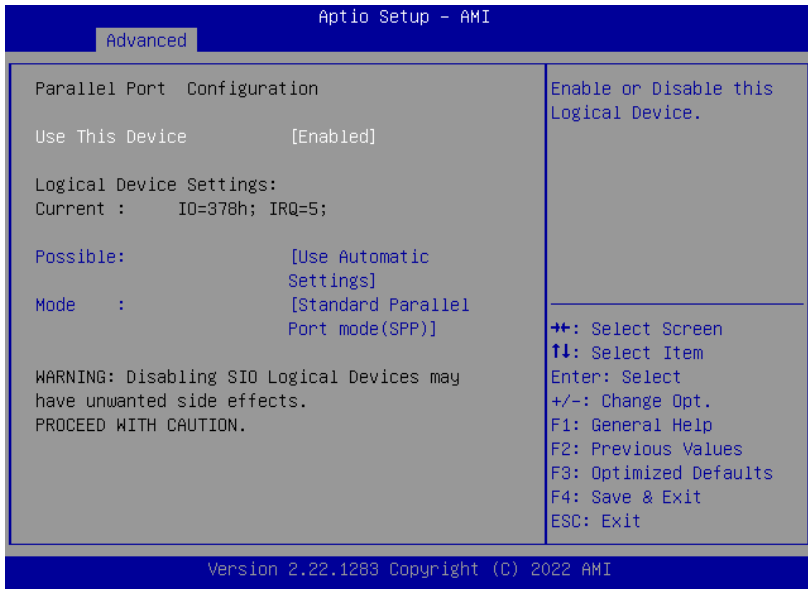 Aptio Setup – AMI
Advanced
Parallel Port  Configuration
Use This Device [Enabled]
Logical Device Settings:
Current : IO=378h; IRQ=5;
Possible: [Use Automatic
Settings]
Mode : [Standard Parallel
Port mode(SPP)]
WARNING: Disabling SIO Logical Devices may
have unwanted side effects.
PROCEED WITH CAUTION.
Enable or Disable this
Logical Device.
→←: Select Screen
↑↓: Select Item
Enter: Select
+/-: Change Opt.
F1: General Help
F2: Previous Values
F3: Optimized Defaults
F4: Save & Exit
ESC: Exit
Version 2.22.1283 Copyright (C) 2022 AMI